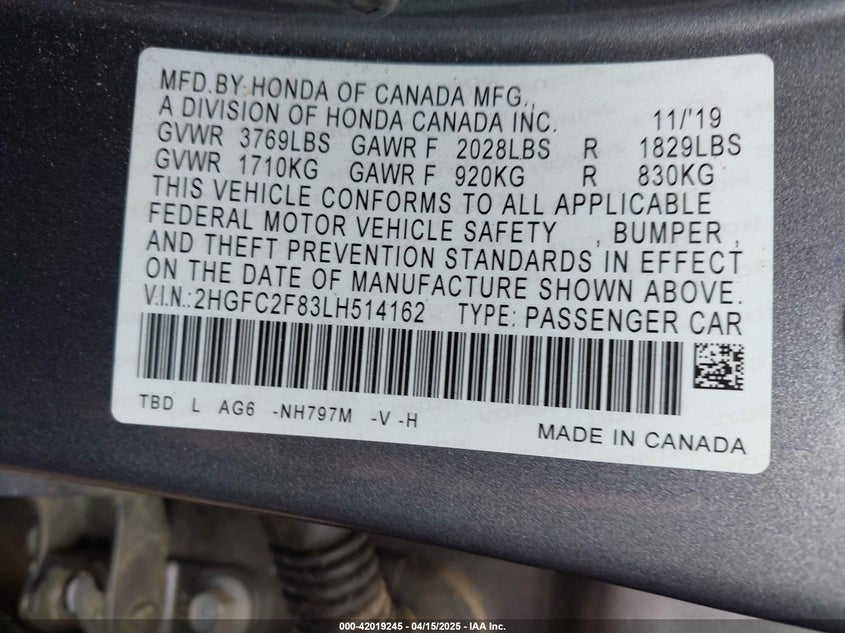 MFD.BY HONDA OF CANADA MFG.,
A DIVISION OF HONDA CANADA INC. 11/'19
GVWR 3769LBS GAWR F 2028LBS R 1829LBS
GVWR 1710KG GAWR F 920KG R 830KG
THIS VEHICLE CONFORMS TO ALL APPLICABLE
FEDERAL MOTOR VEHICLE SAFETY , BUMPER ,
AND THEFT PREVENTION STANDARDS IN EFFECT
ON THE DATE OF MANUFACTURE SHOWN ABOVE.
V.I.N.: 2HGFC2F83LH514162 TYPE: PASSENGER CAR
TBD L AG6 -NH797M -V -H
MADE IN CANADA
000-42019245 - 04/15/2025 - IAA Inc.